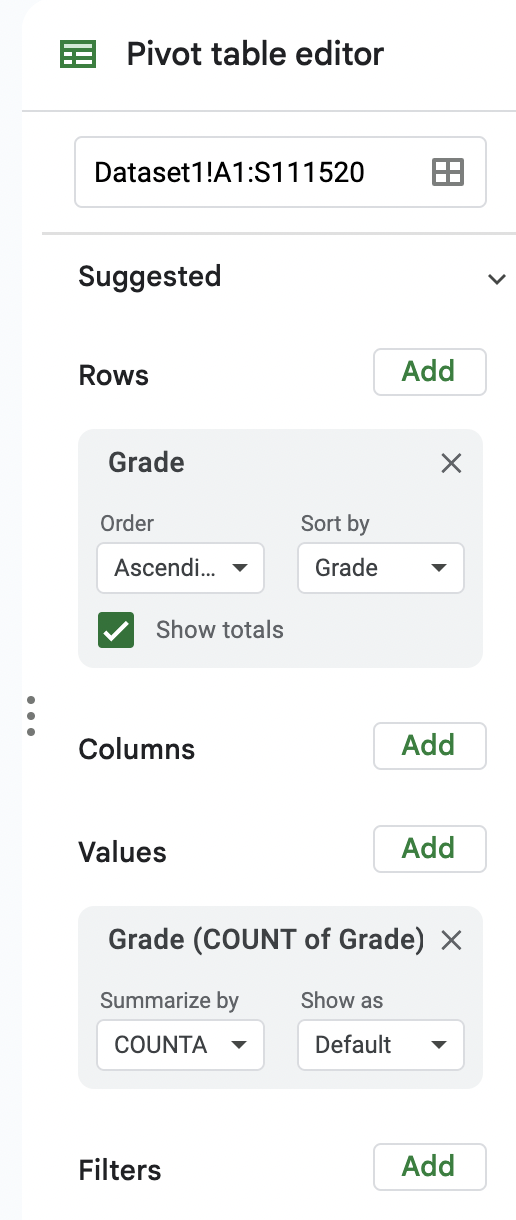 Pivot table editor
Dataset1!A1:S111520
Suggested
Rows
Add
Grade
Order
Sort by
Ascendi...
Grade
Show totals
Columns
Add
Values
Add
Grade (COUNT of Grade)
Summarize by
Show as
COUNTA
Default
Filters
Add